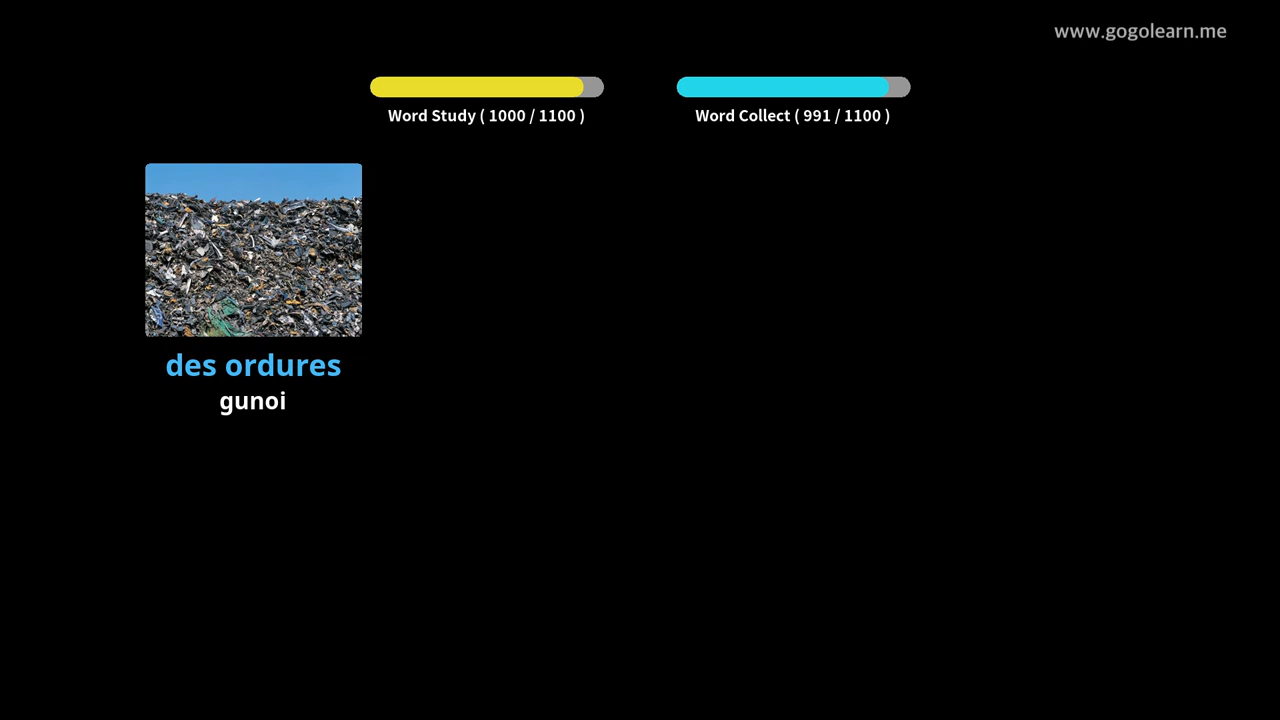 www.gogolearn.me
Word Study ( 1000 / 1100 )
Word Collect ( 991 / 1100 )
des ordures
gunoi